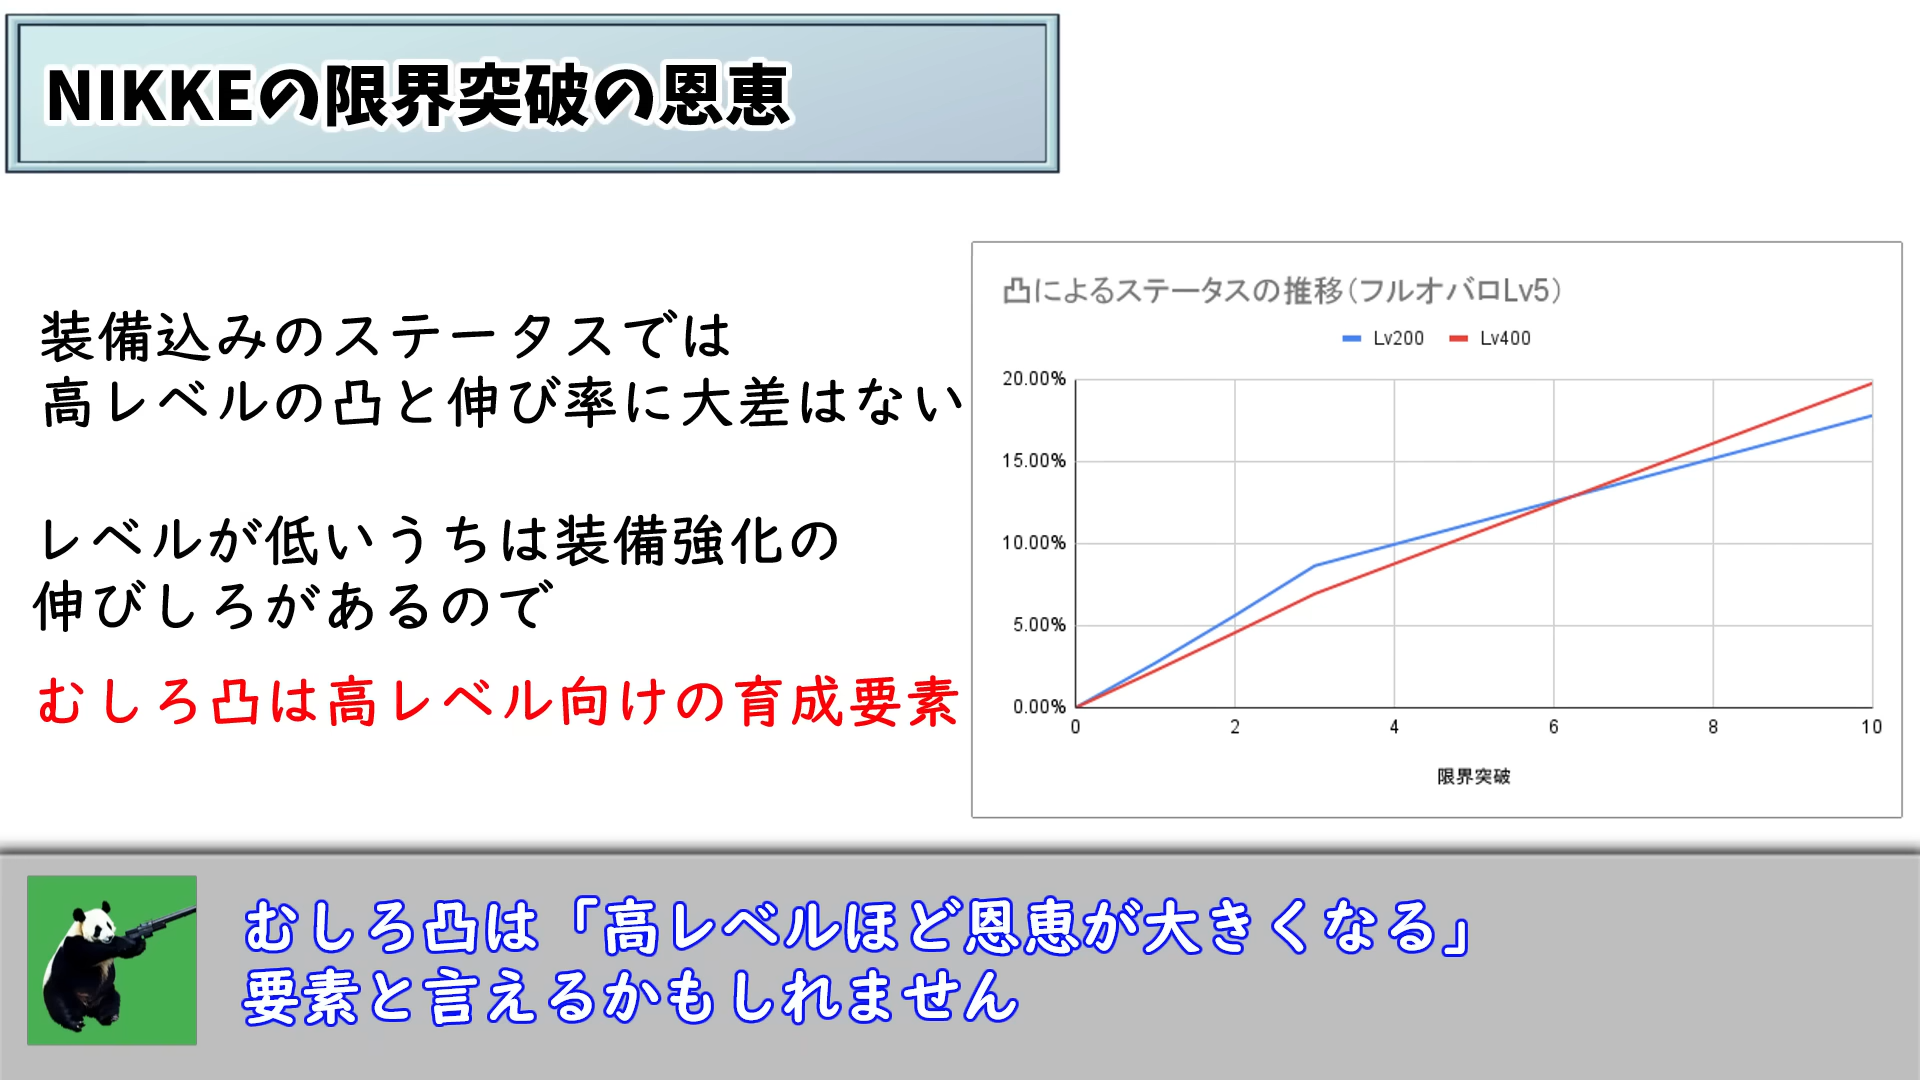 NIKKEの限界突破の恩恵
装備込みのステータスでは
高レベルの凸と伸び率に大差はない
レベルが低いうちは装備強化の
伸びしろがあるので
むしろ凸は高レベル向けの育成要素
凸によるステータスの推移（フルオバロLv5）
Lv200 Lv400
20.00%
15.00%
10.00%
5.00%
0.00%
0 2 4 6 8 10
限界突破
むしろ凸は「高レベルほど恩恵が大きくなる」
要素と言えるかもしれません